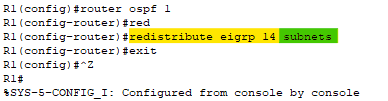 R1(config)#router ospf 1
R1(config-router)#red
R1(config-router)#redistribute eigrp 14 subnets
R1(config-router)#exit
R1(config)#^Z
R1#
%SYS-5-CONFIG_I: Configured from console by console